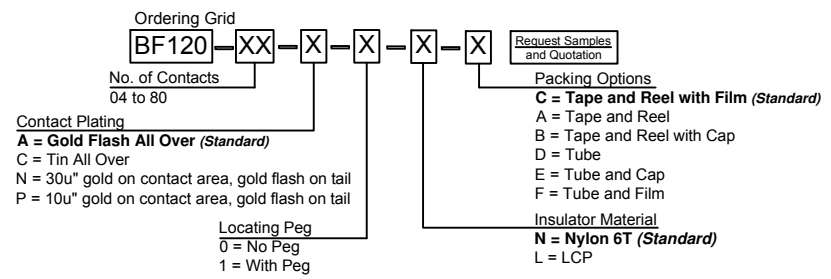 Ordering Grid
BF120 - XX - X - X - X - X
Request Samples
and Quotation
No. of Contacts
04 to 80
Contact Plating
A = Gold Flash All Over (Standard)
C = Tin All Over
N = 30u" gold on contact area, gold flash on tail
P = 10u" gold on contact area, gold flash on tail
Locating Peg
0 = No Peg
1 = With Peg
Packing Options
C = Tape and Reel with Film (Standard)
A = Tape and Reel
B = Tape and Reel with Cap
D = Tube
E = Tube and Cap
F = Tube and Film
Insulator Material
N = Nylon 6T (Standard)
L = LCP